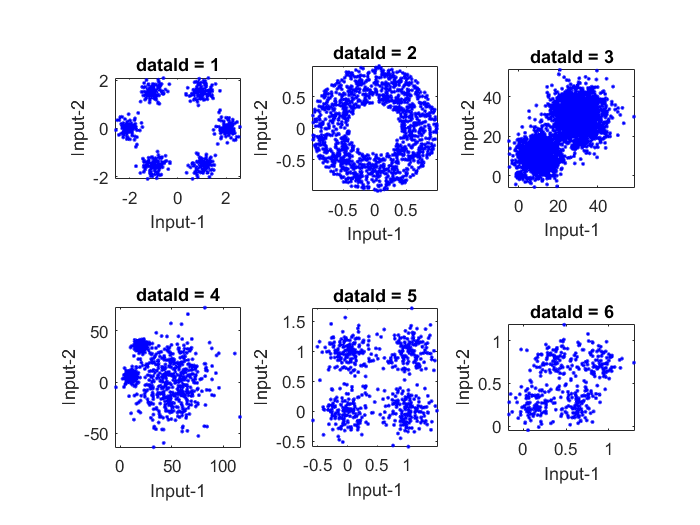 dataId = 1
2
0
-2
-2
0
2
Input-2
Input-1
dataId = 2
0.5
0
-0.5
-0.5
0
0.5
Input-2
Input-1
dataId = 3
40
20
0
0
20
40
Input-2
Input-1
dataId = 4
50
0
-50
0
50
100
Input-2
Input-1
dataId = 5
1.5
1
0.5
0
-0.5
-0.5
0
0.5
1
Input-2
Input-1
dataId = 6
1
0.5
0
0
0.5
1
Input-2
Input-1